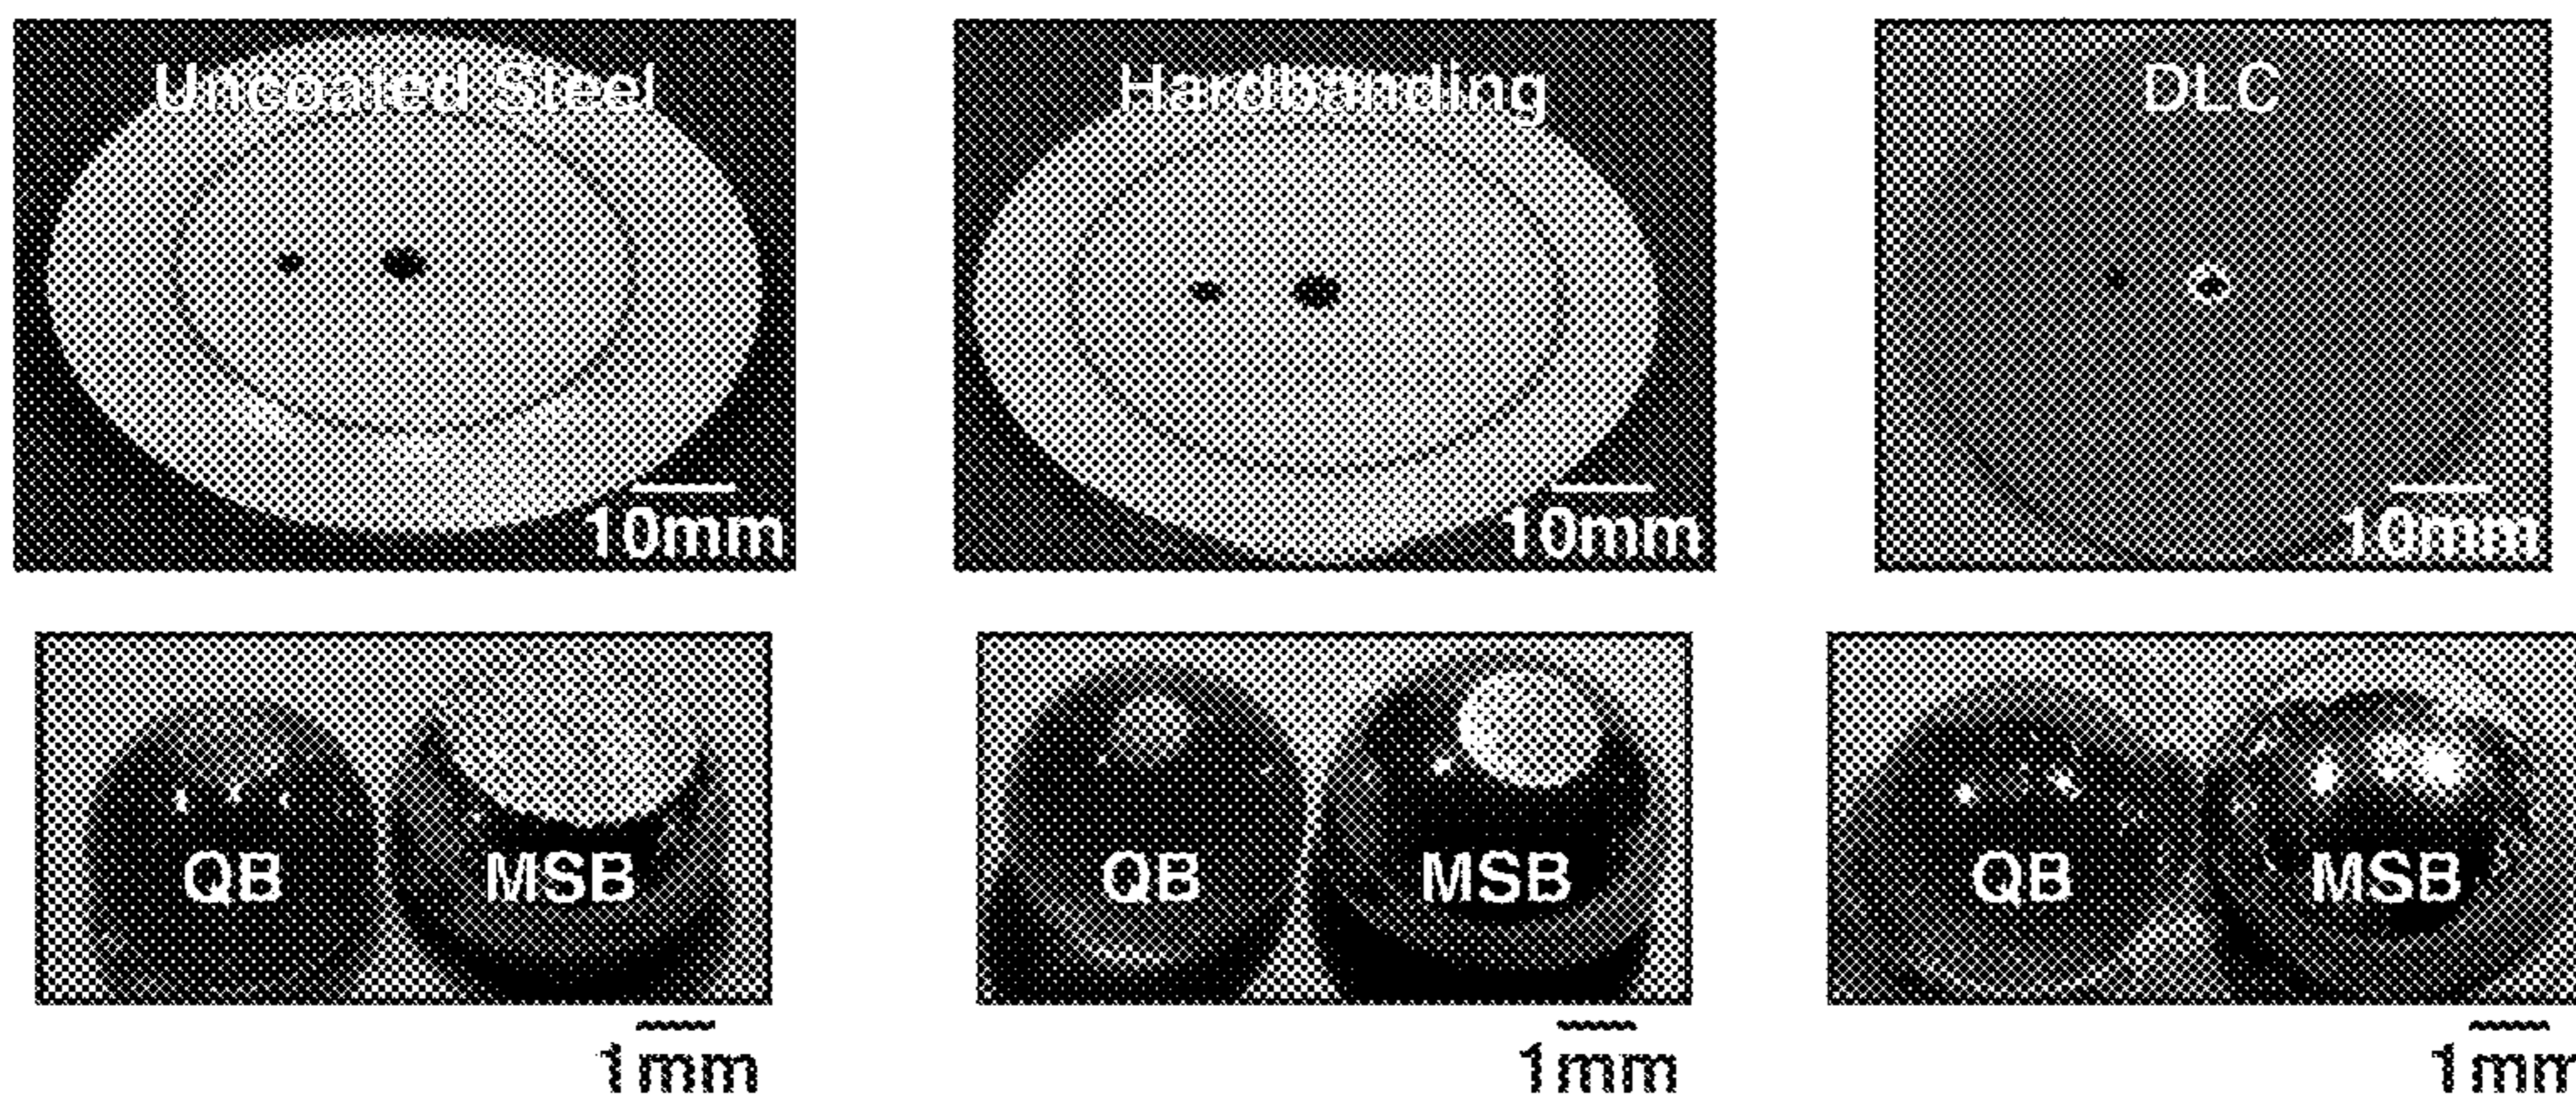 Uncoated Steel
Hardbanding
DLC
10mm
10mm
10mm
QB
MSB
QB
MSB
QB
MSB
1mm
1mm
1mm